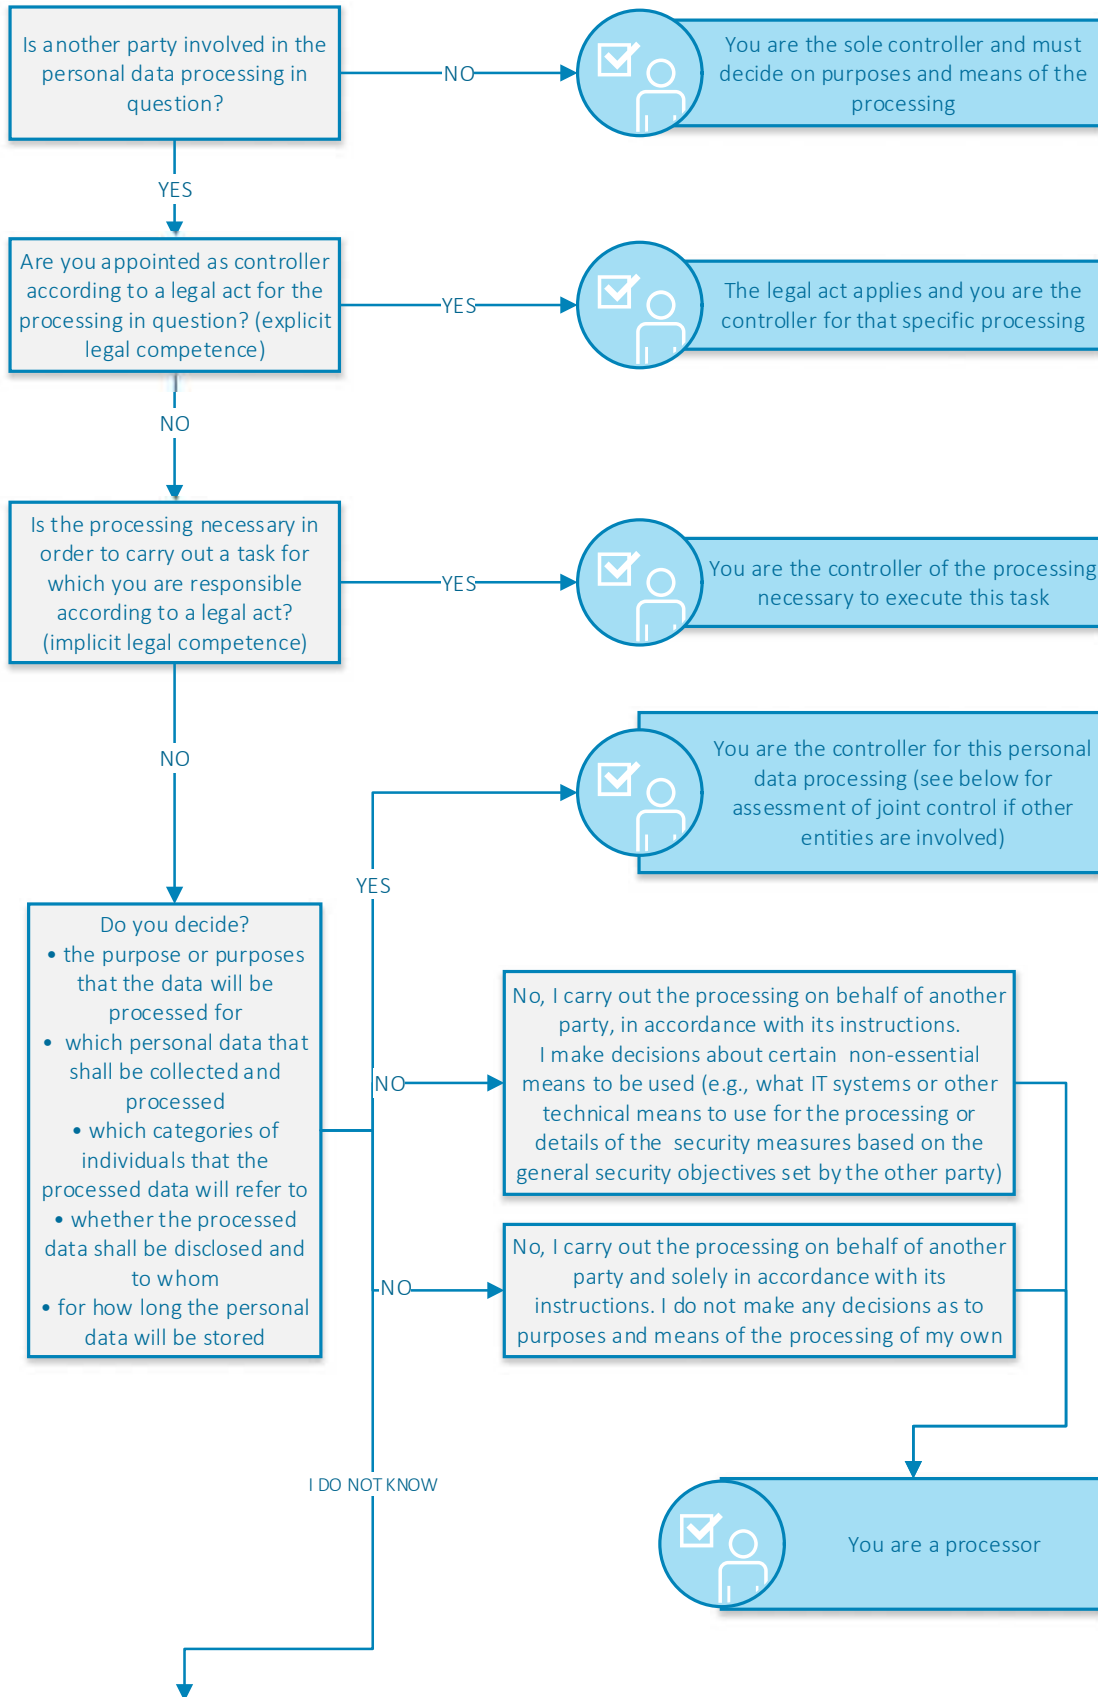 Is another party involved in the
personal data processing in
question?
NO
You are the sole controller and must
decide on purposes and means of the
processing
YES
Are you appointed as controller
according to a legal act for the
processing in question? (explicit
legal competence)
YES
The legal act applies and you are the
controller for that specific processing
NO
Is the processing necessary in
order to carry out a task for
which you are responsible
according to a legal act?
(implicit legal competence)
YES
You are the controller of the processing
necessary to execute this task
NO
You are the controller for this personal
data processing (see below for
assessment of joint control if other
entities are involved)
YES
Do you decide?
• the purpose or purposes
that the data will be
processed for
• which personal data that
shall be collected and
processed
• which categories of
individuals that the
processed data will refer to
• whether the processed
data shall be disclosed and
to whom
• for how long the personal
data will be stored
NO
No, I carry out the processing on behalf of another
party, in accordance with its instructions.
I make decisions about certain non-essential
means to be used (e.g., what IT systems or other
technical means to use for the processing or
details of the security measures based on the
general security objectives set by the other party)
NO
No, I carry out the processing on behalf of another
party and solely in accordance with its
instructions. I do not make any decisions as to
purposes and means of the processing of my own
I DO NOT KNOW
You are a processor